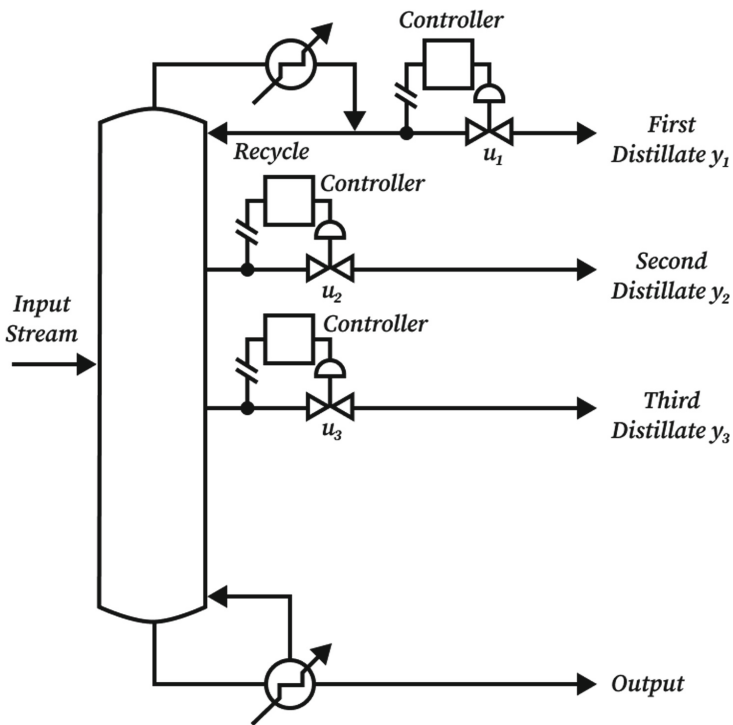 Controller
First
Distillate y₁
u₁
Recycle
Controller
Second
Distillate y₂
u₂
Input
Stream
Controller
Third
Distillate y₃
u₃
Output